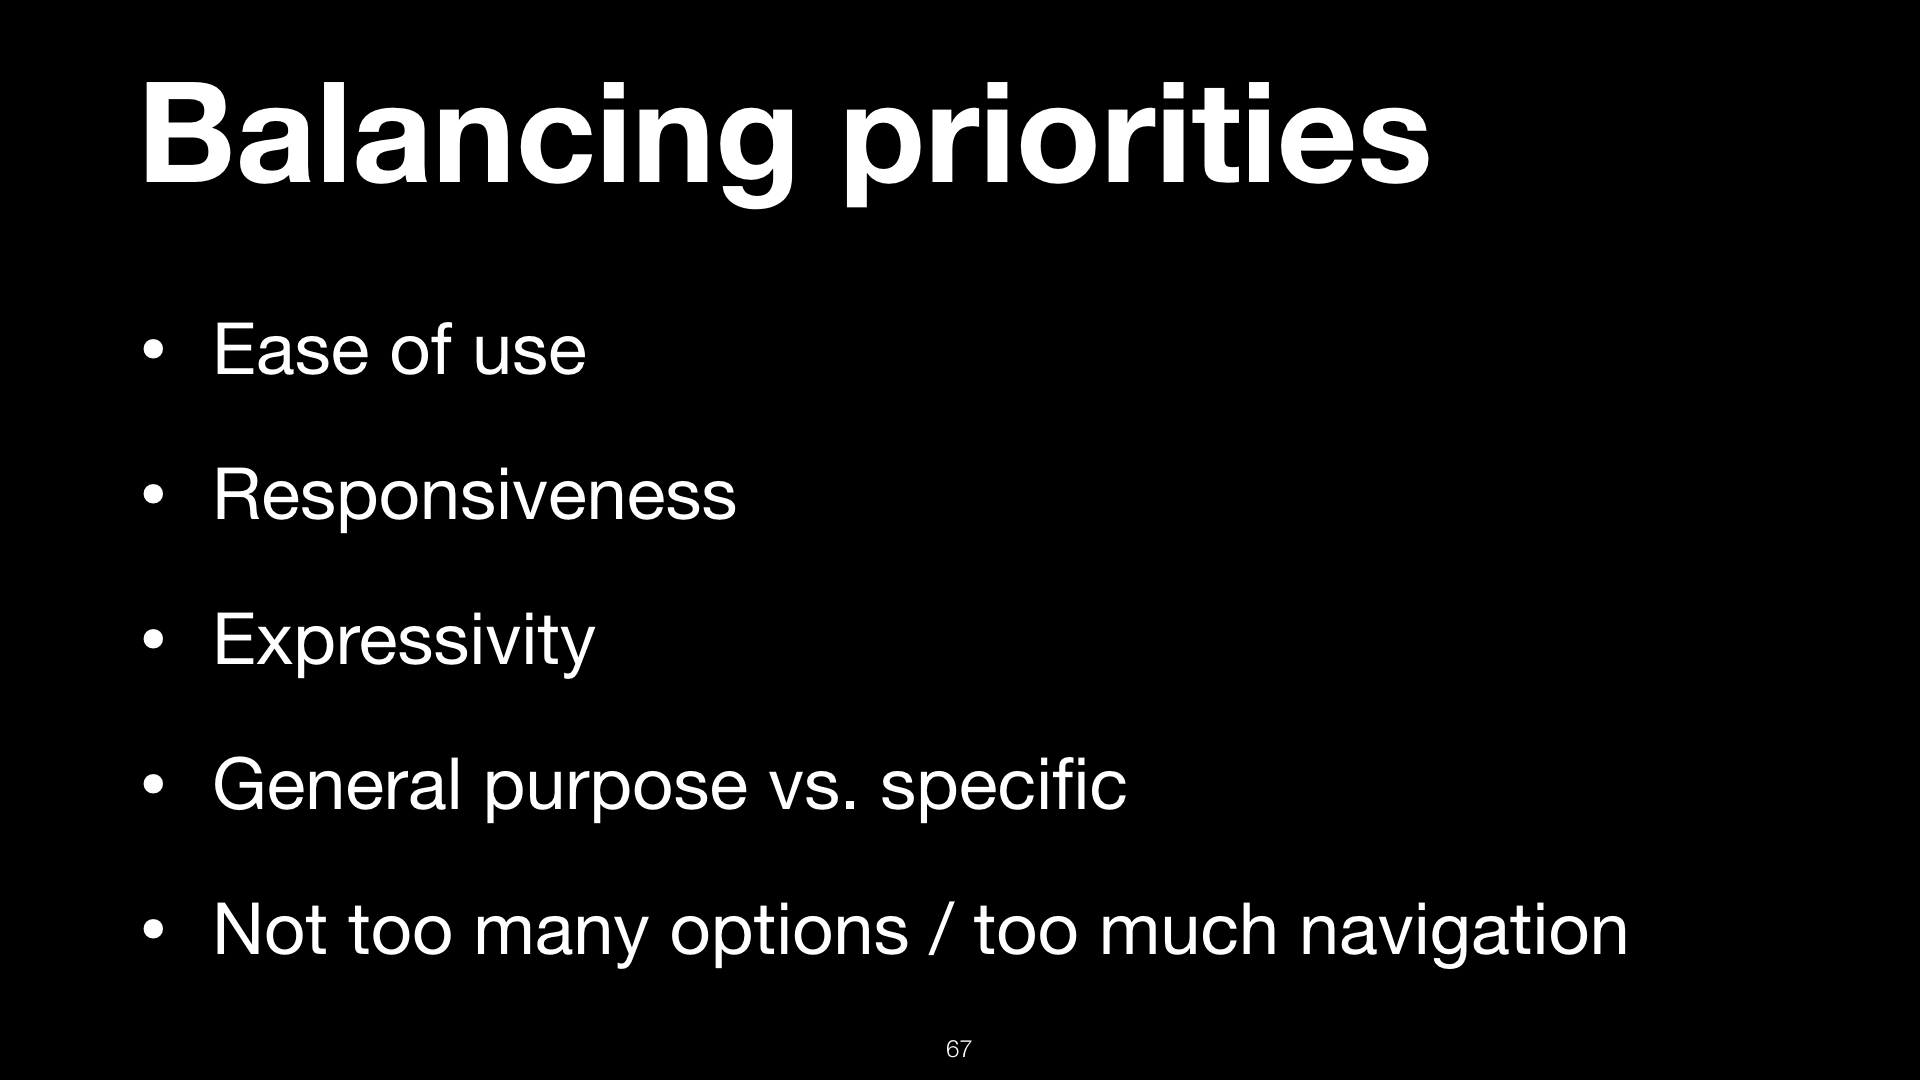 Balancing priorities
• Ease of use
• Responsiveness
• Expressivity
• General purpose vs. specific
• Not too many options / too much navigation
67